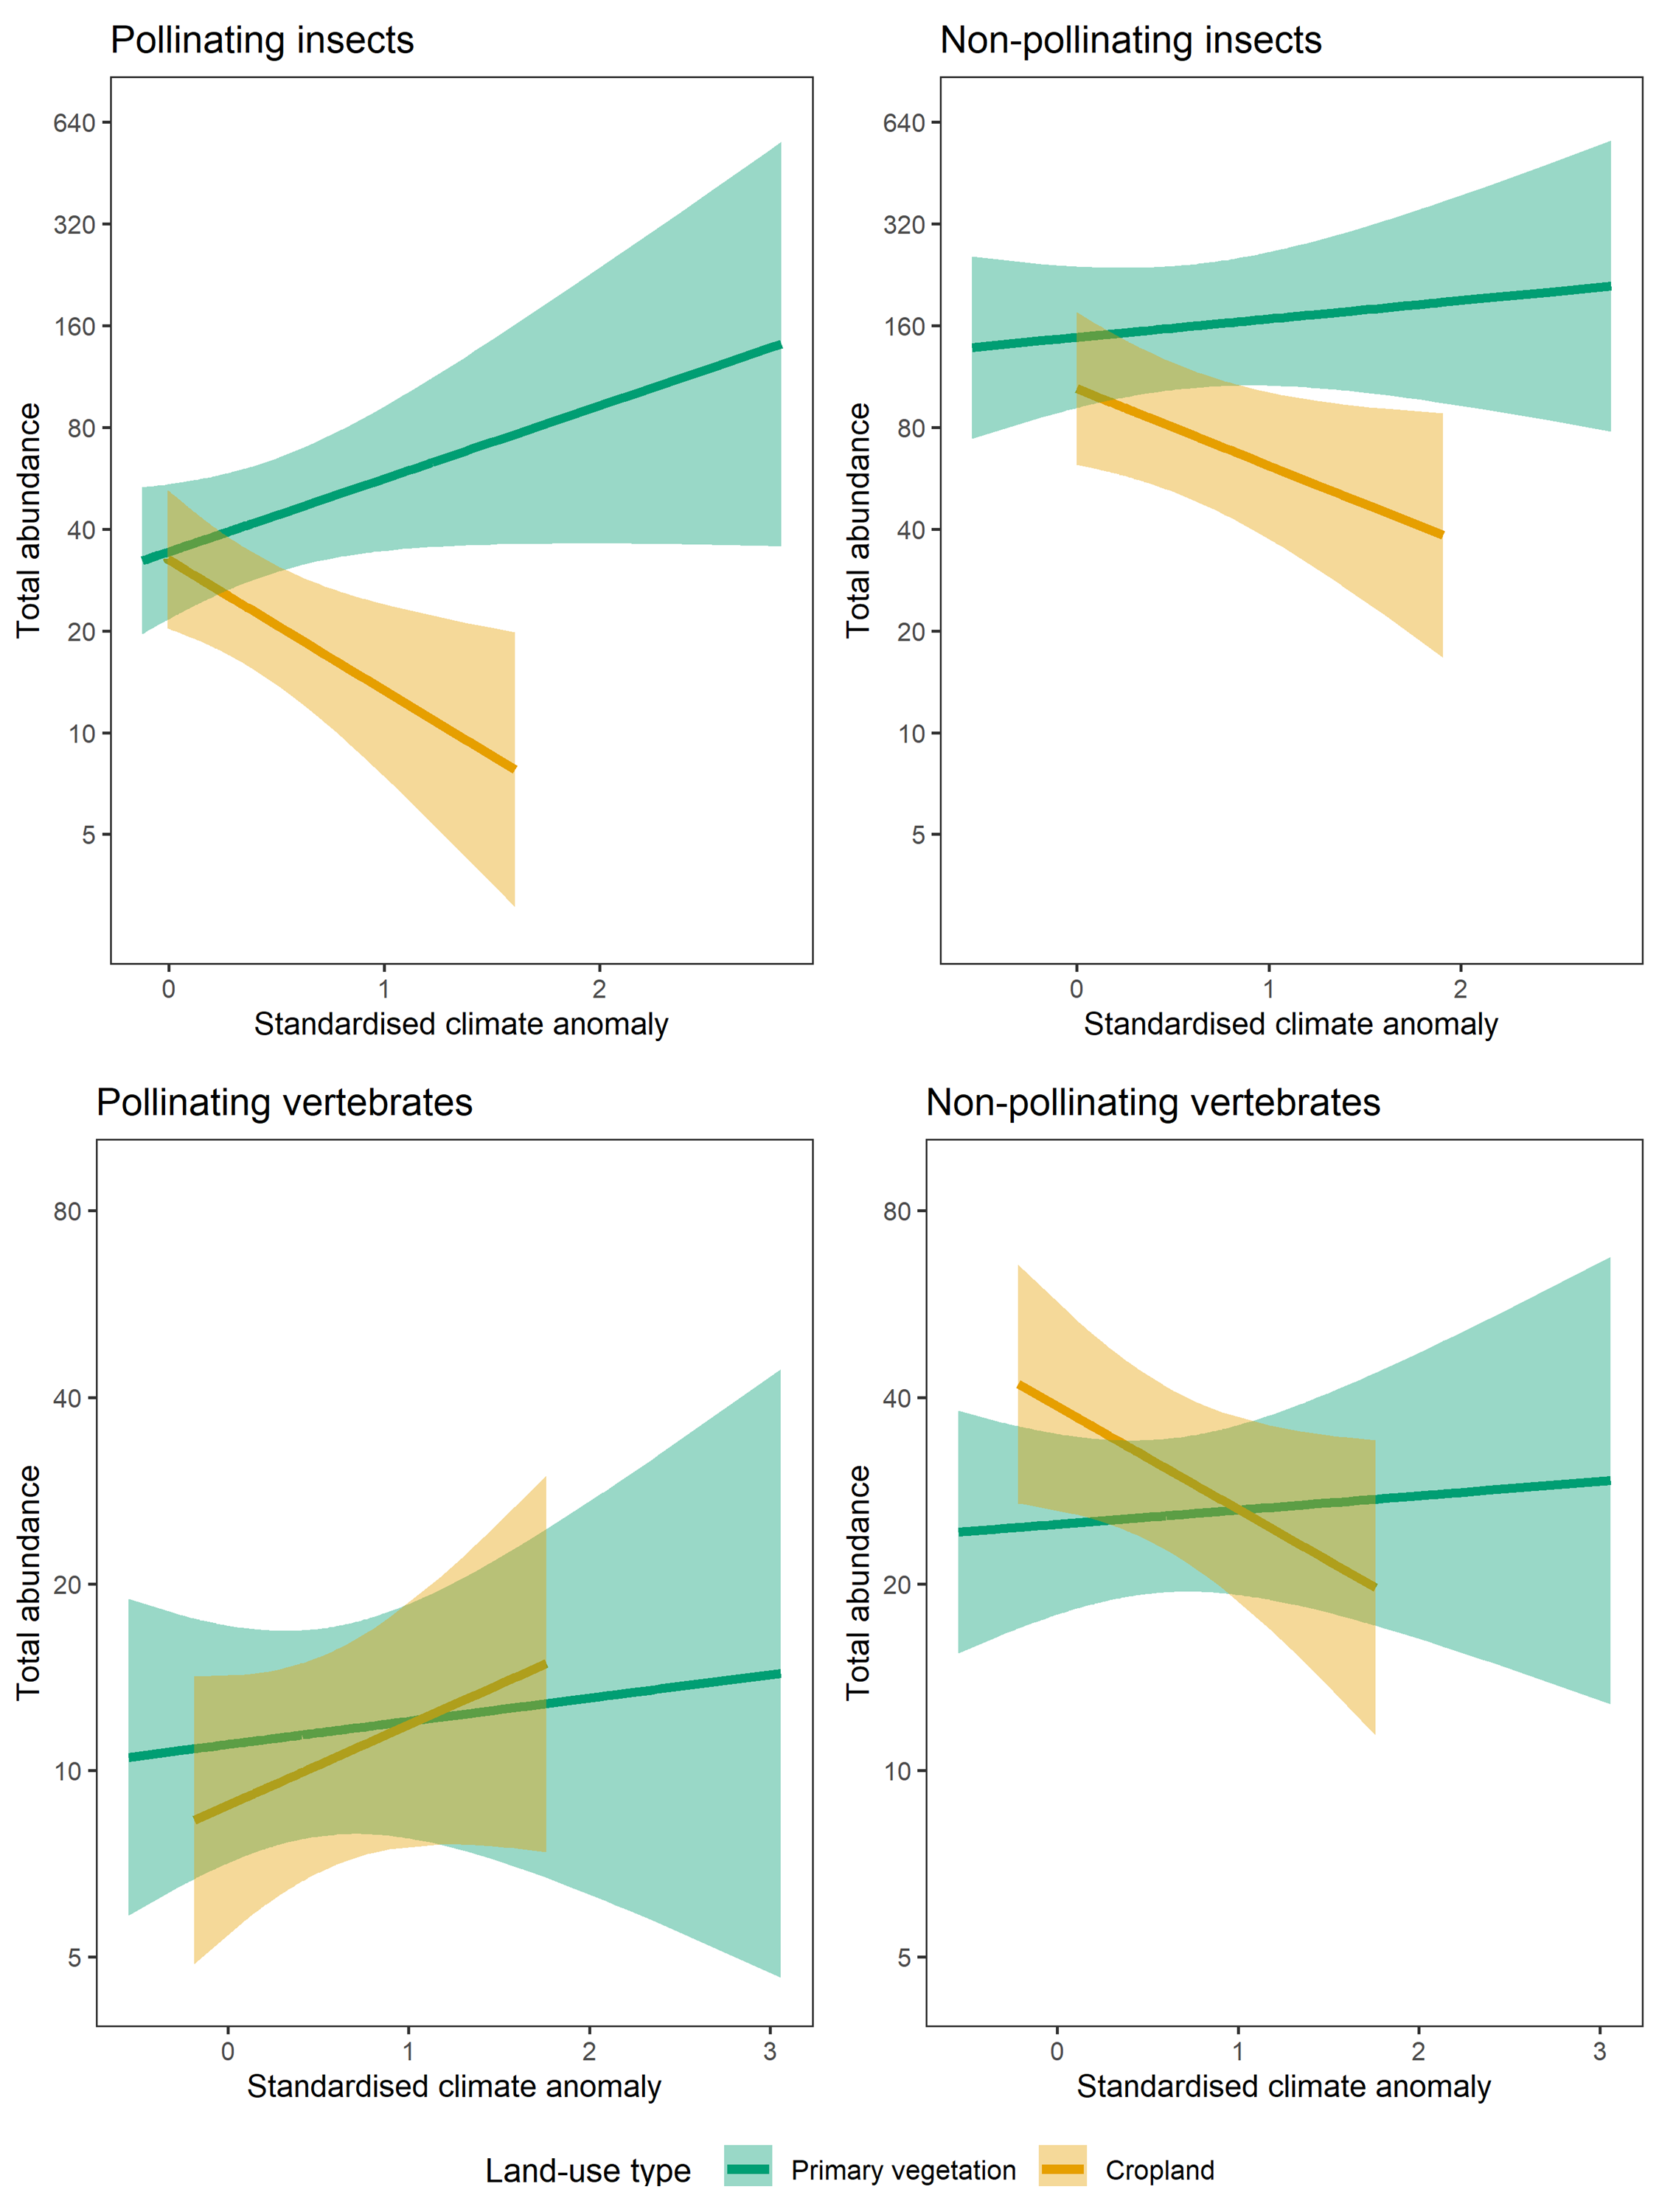 Pollinating insects
Non-pollinating insects
Total abundance
640
320
160
80
40
20
10
5
0 1 2
Standardised climate anomaly
Total abundance
640
320
160
80
40
20
10
5
0 1 2
Standardised climate anomaly
Pollinating vertebrates
Non-pollinating vertebrates
Total abundance
80
40
20
10
5
0 1 2 3
Standardised climate anomaly
Total abundance
80
40
20
10
5
0 1 2 3
Standardised climate anomaly
Land-use type Primary vegetation Cropland